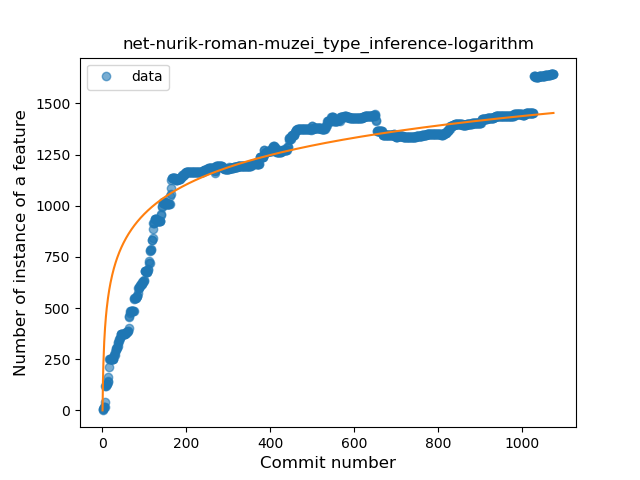 net-nurik-roman-muzei_type_inference-logarithm
data
Number of instance of a feature
1500
1250
1000
750
500
250
0
0 200 400 600 800 1000
Commit number